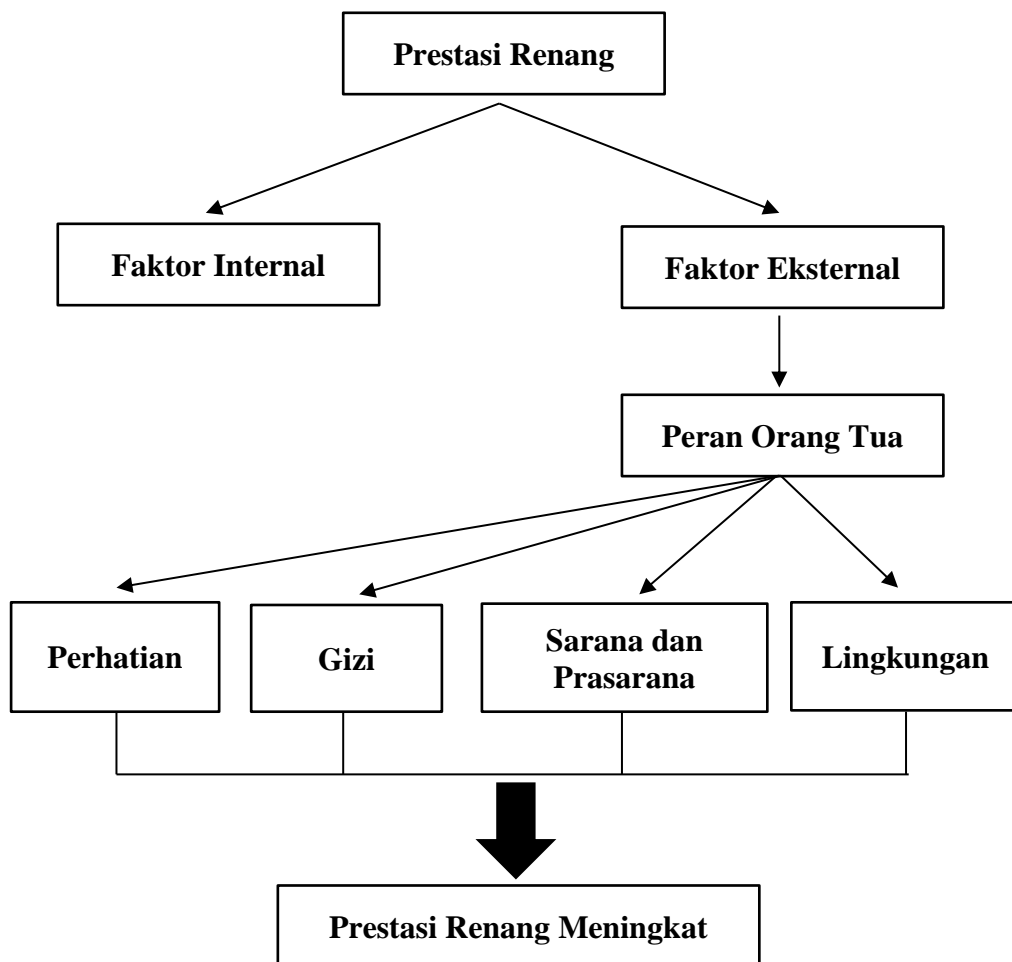 Prestasi Renang
Faktor Internal
Faktor Eksternal
Peran Orang Tua
Perhatian
Gizi
Sarana dan
Prasarana
Lingkungan
Prestasi Renang Meningkat